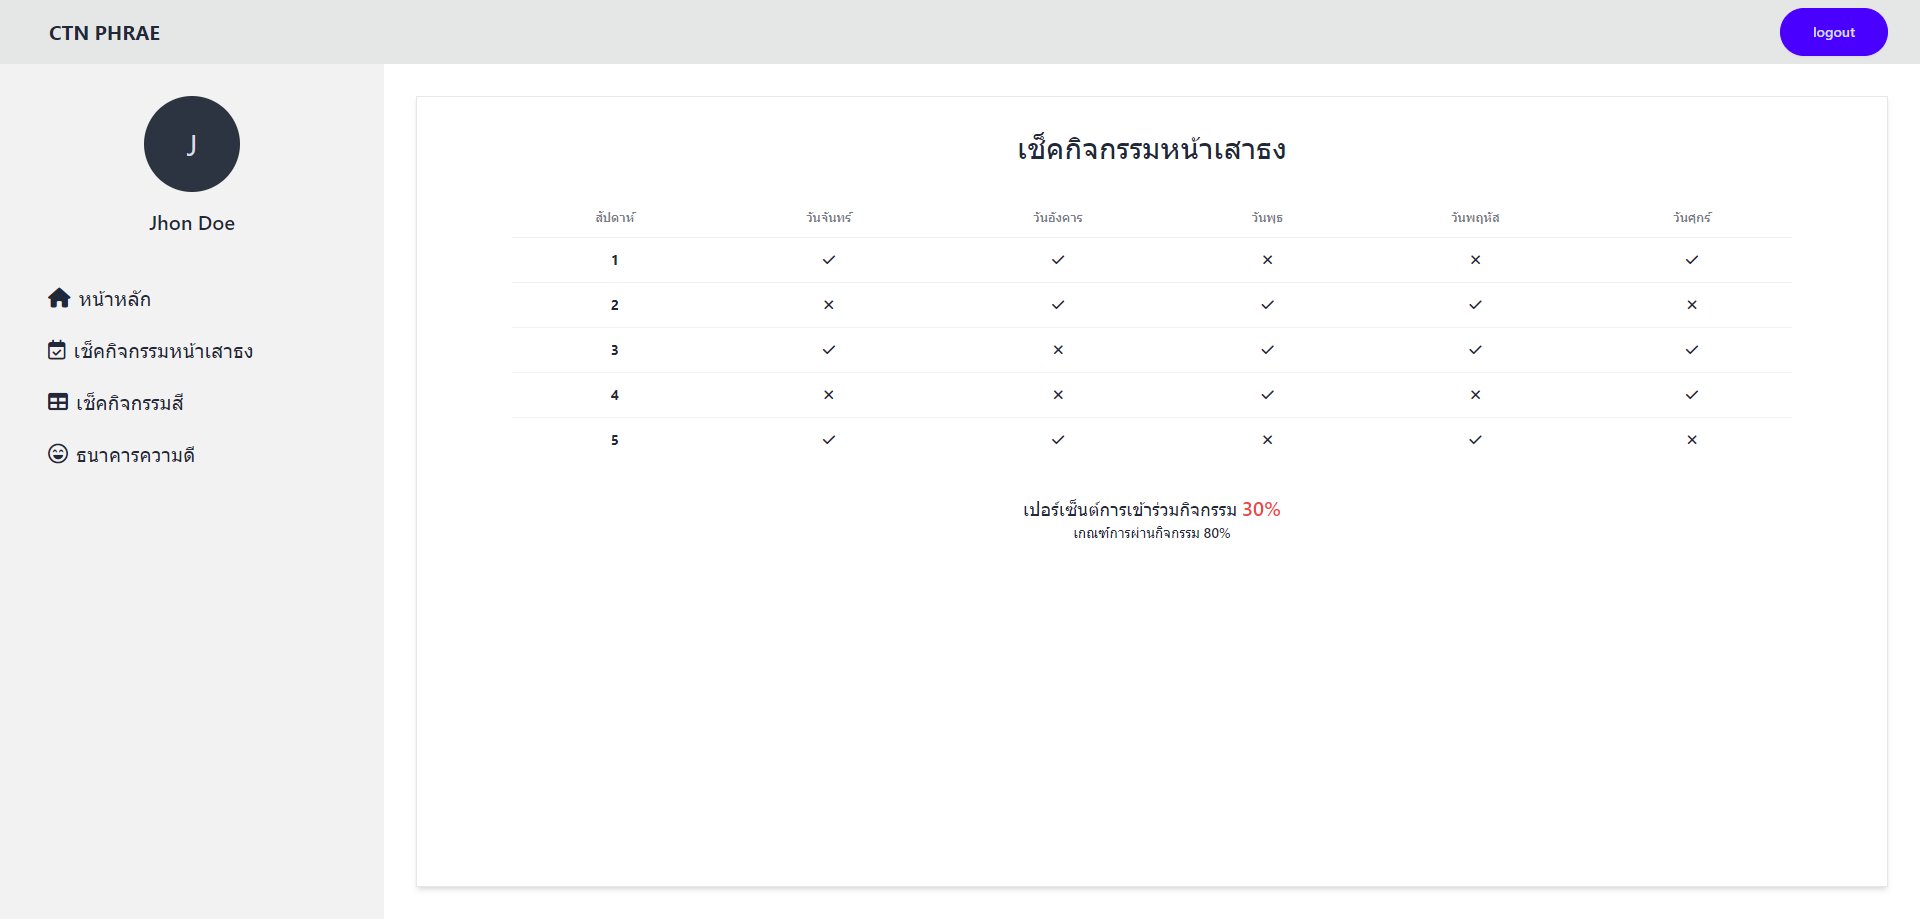 CTN PHRAE
logout
J
Jhon Doe
หน้าหลัก
เช็คกิจกรรมหน้าเสาธง
เช็คกิจกรรมสี
ธนาคารความดี
เช็คกิจกรรมหน้าเสาธง
สัปดาห์ วันจันทร์ วันอังคาร วันพุธ วันพฤหัส วันศุกร์
1 ✓ ✓ ✕ ✕ ✓
2 ✕ ✓ ✓ ✓ ✕
3 ✓ ✕ ✓ ✓ ✓
4 ✕ ✕ ✓ ✕ ✓
5 ✓ ✓ ✕ ✓ ✕
เปอร์เซ็นต์การเข้าร่วมกิจกรรม 30%
เกณฑ์การผ่านกิจกรรม 80%